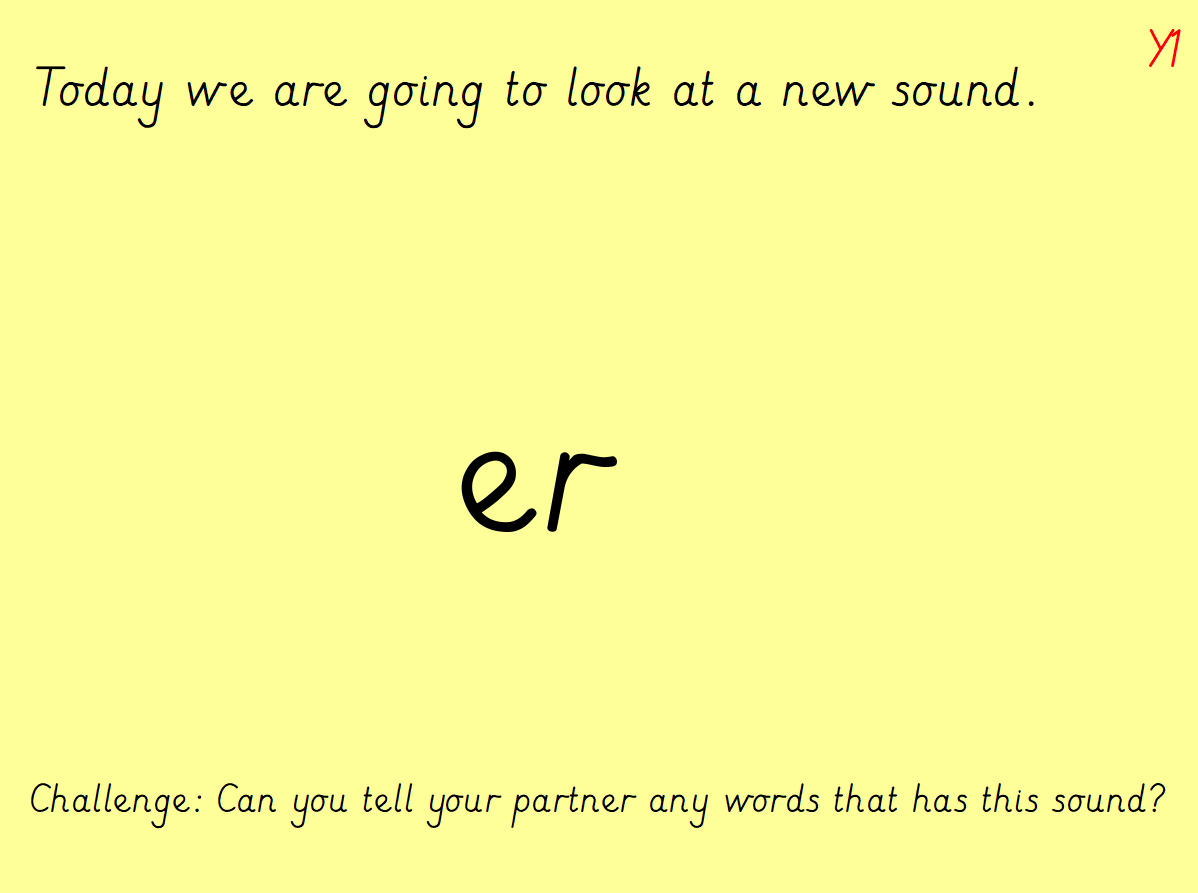 Y1
Today we are going to look at a new sound.
er
Challenge: Can you tell your partner any words that has this sound?